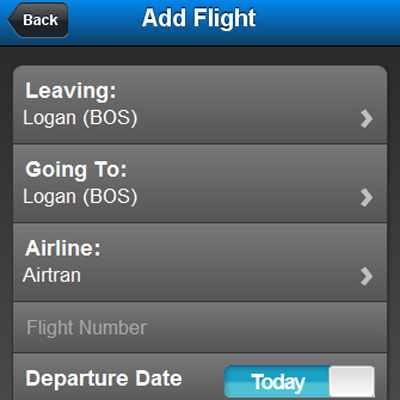 Back
Add Flight
Leaving:
Logan (BOS)
Going To:
Logan (BOS)
Airline:
Airtran
Flight Number
Departure Date
Today